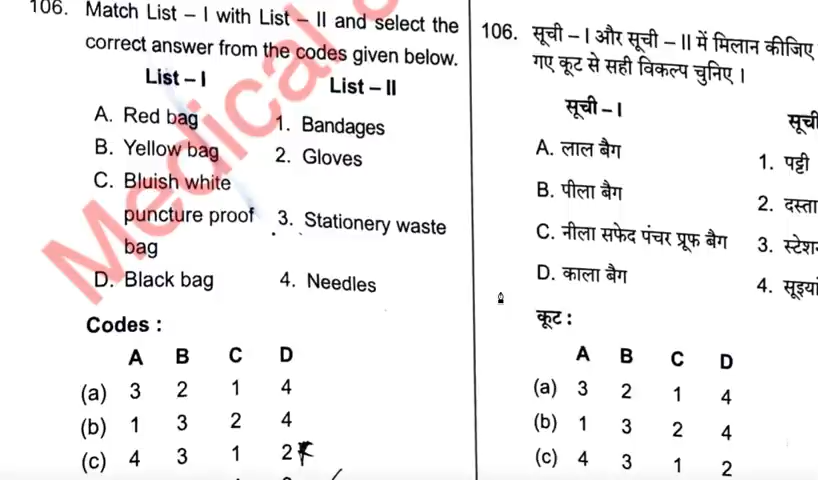 106. Match List – I with List – II and select the
correct answer from the codes given below.
List – I
List – II
A. Red bag
1. Bandages
B. Yellow bag
2. Gloves
C. Bluish white
puncture proof
3. Stationery waste
bag
D. Black bag
4. Needles
Codes :
A B C D
(a) 3 2 1 4
(b) 1 3 2 4
(c) 4 3 1 2
106. सूची – I और सूची – II में मिलान कीजिए
गए कूट से सही विकल्प चुनिए ।
सूची – I
सूची
A. लाल बैग
1. पट्टी
B. पीला बैग
2. दस्ता
C. नीला सफेद पंचर प्रूफ बैग
3. स्टेश
D. काला बैग
4. सूइयां
कूट :
A B C D
(a) 3 2 1 4
(b) 1 3 2 4
(c) 4 3 1 2
Medical